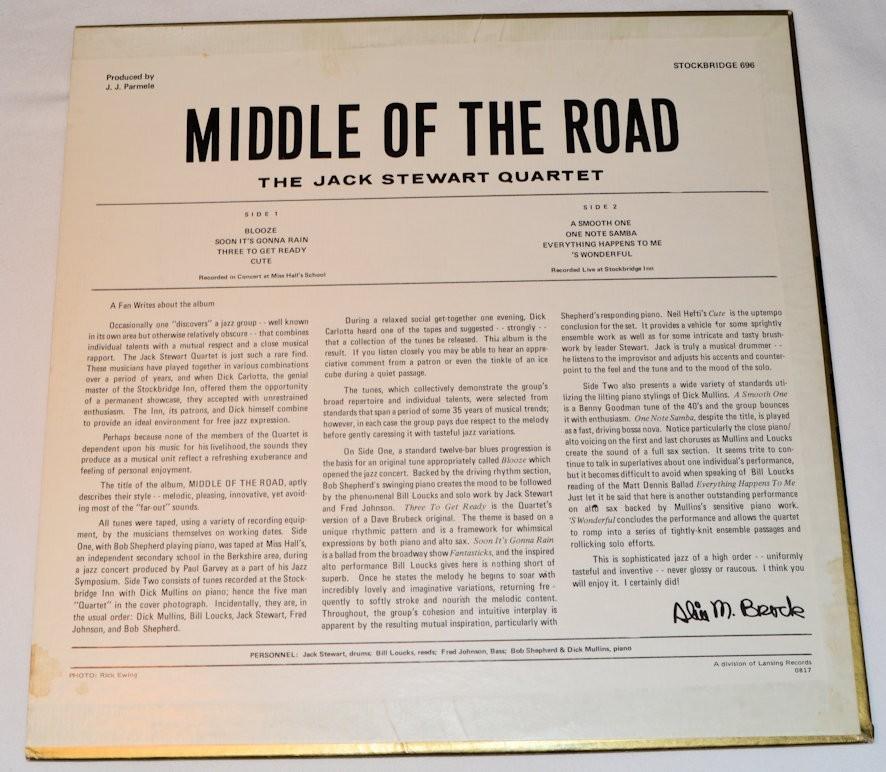 Produced by
J. J. Parmele
STOCKBRIDGE 696
MIDDLE OF THE ROAD
THE JACK STEWART QUARTET
SIDE 1
BLOOZE
SOON IT'S GONNA RAIN
THREE TO GET READY
CUTE
Recorded in Concert at Miss Hall's School
SIDE 2
A SMOOTH ONE
ONE NOTE SAMBA
EVERYTHING HAPPENS TO ME
'S WONDERFUL
Recorded Live at Stockbridge Inn
A Fan Writes about the album
Occasionally one "discovers" a jazz group - - well known
in its own area but otherwise relatively obscure - - that combines
individual talents with a mutual respect and a close musical
rapport. The Jack Stewart Quartet is just such a rare find.
These musicians have played together in various combinations
over a period of years, and when Dick Carlotta, the genial
master of the Stockbridge Inn, offered them the opportunity
of a permanent showcase, they accepted with unrestrained
enthusiasm. The Inn, its patrons, and Dick himself combine
to provide an ideal environment for free jazz expression.
Perhaps because none of the members of the Quartet is
dependent upon his music for his livelihood, the sounds they
produce as a musical unit reflect a refreshing exuberance and
feeling of personal enjoyment.
The title of the album, MIDDLE OF THE ROAD, aptly
describes their style - - melodic, pleasing, innovative, yet avoid-
ing most of the "far-out" sounds.
All tunes were taped, using a variety of recording equip-
ment, by the musicians themselves on working dates. Side
One, with Bob Shepherd playing piano, was taped at Miss Hall's,
an independent secondary school in the Berkshire area, during
a jazz concert produced by Paul Garvey as a part of his Jazz
Symposium. Side Two consists of tunes recorded at the Stock-
bridge Inn with Dick Mullins on piano; hence the five man
"Quartet" in the cover photograph. Incidentally, they are, in
the usual order: Dick Mullins, Bill Loucks, Jack Stewart, Fred
Johnson, and Bob Shepherd.
During a relaxed social get-together one evening, Dick
Carlotta heard one of the tapes and suggested - - strongly - -
that a collection of the tunes be released. This album is the
result. If you listen closely you may be able to hear an appre-
ciative comment from a patron or even the tinkle of an ice
cube during a quiet passage.
The tunes, which collectively demonstrate the group's
broad repertoire and individual talents, were selected from
standards that span a period of some 35 years of musical trends;
however, in each case the group pays due respect to the melody
before gently caressing it with tasteful jazz variations.
On Side One, a standard twelve-bar blues progression is
the basis for an original tune appropriately called Blooze which
opened the jazz concert. Backed by the driving rhythm section,
Bob Shepherd's swinging piano creates the mood to be followed
by the phenomenal Bill Loucks and solo work by Jack Stewart
and Fred Johnson. Three To Get Ready is the Quartet's
version of a Dave Brubeck original. The theme is based on a
unique rhythmic pattern and is a framework for whimsical
expressions by both piano and alto sax. Soon It's Gonna Rain
is a ballad from the broadway show Fantasticks, and the inspired
alto performance Bill Loucks gives here is nothing short of
superb. Once he states the melody he begins to soar with
incredibly lovely and imaginative variations, returning fre-
quently to softly stroke and nourish the melodic content.
Throughout, the group's cohesion and intuitive interplay is
apparent by the resulting mutual inspiration, particularly with
Shepherd's responding piano. Neil Hefti's Cute is the uptempo
conclusion for the set. It provides a vehicle for some sprightly
ensemble work as well as for some intricate and tasty brush-
work by leader Stewart. Jack is truly a musical drummer - -
he listens to the improvisor and adjusts his accents and counter-
point to the feel and the tune and to the mood of the solo.
Side Two also presents a wide variety of standards uti-
lizing the lilting piano stylings of Dick Mullins. A Smooth One
is a Benny Goodman tune of the 40's and the group bounces
it with enthusiasm. One Note Samba, despite the title, is played
as a fast, driving bossa nova. Notice particularly the close piano/
alto voicing on the first and last choruses as Mullins and Loucks
create the sound of a full sax section. It seems trite to con-
tinue to talk in superlatives about one individual's performance,
but it becomes difficult to avoid when speaking of Bill Loucks
reading of the Matt Dennis Ballad Everything Happens To Me
Just let it be said that here is another outstanding performance
on alto sax backed by Mullins's sensitive piano work.
'S Wonderful concludes the performance and allows the quartet
to romp into a series of tightly-knit ensemble passages and
rollicking solo efforts.
This is sophisticated jazz of a high order - - uniformly
tasteful and inventive - - never glossy or raucous. I think you
will enjoy it. I certainly did!
M. Brock
PERSONNEL: Jack Stewart, drums; Bill Loucks, reeds; Fred Johnson, Bass; Bob Shepherd & Dick Mullins, piano
PHOTO: Rick Ewing
A division of Lansing Records
0817